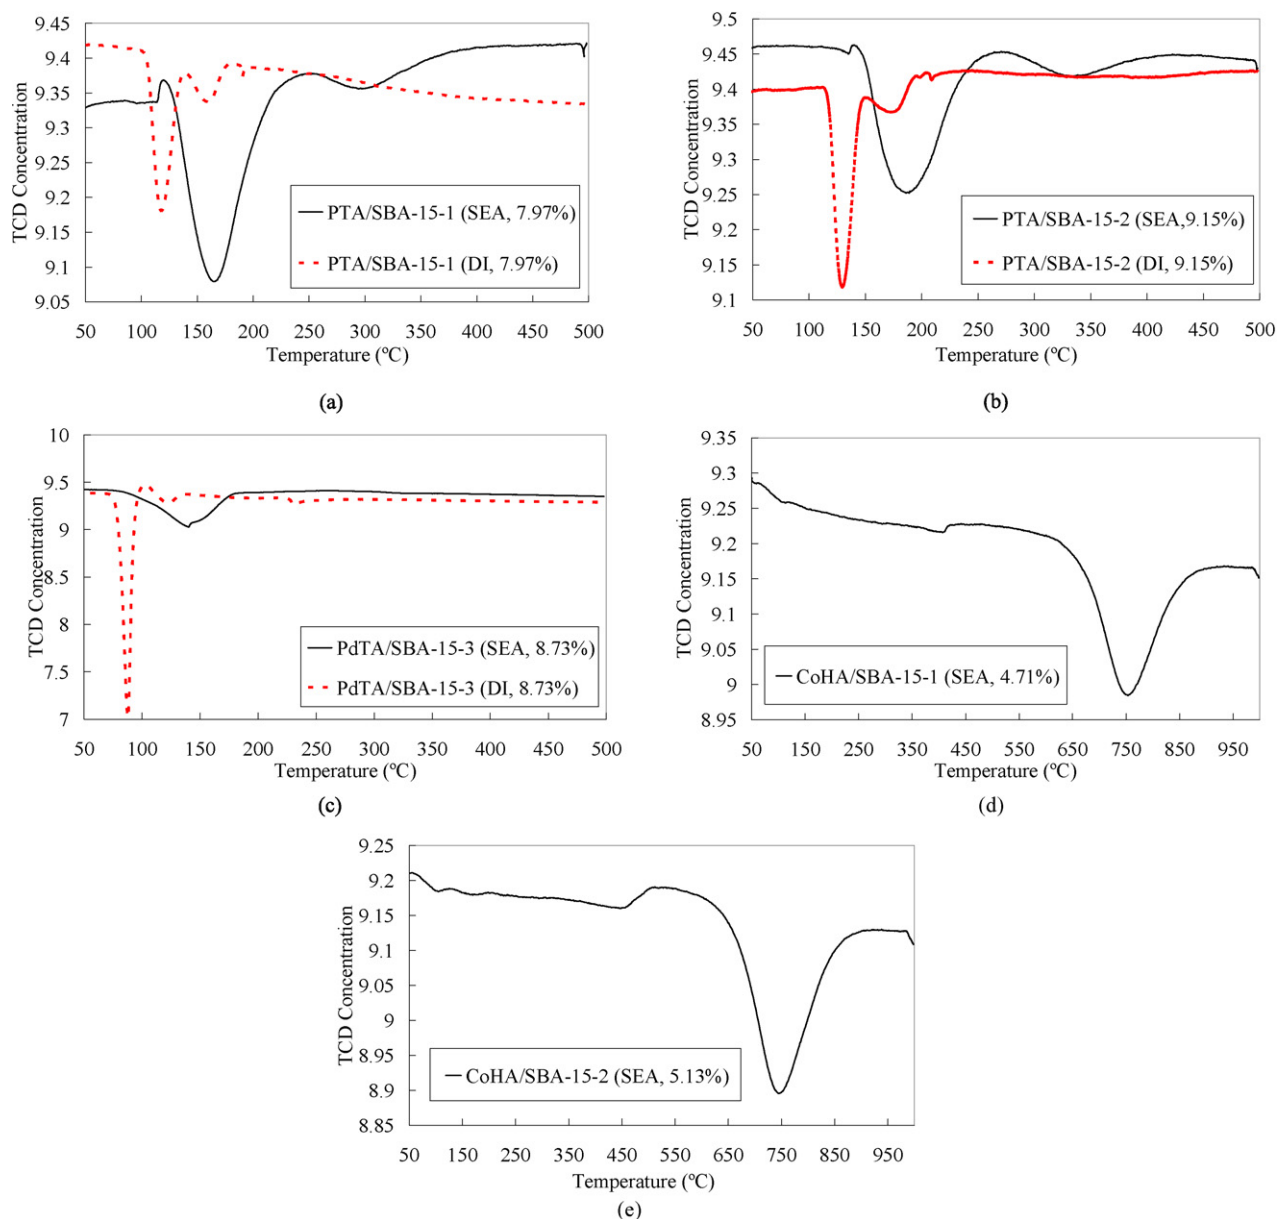 9.45
9.4
9.35
9.3
9.25
9.2
9.15
9.1
9.05
TCD Concentration
PTA/SBA-15-1 (SEA, 7.97%)
PTA/SBA-15-1 (DI, 7.97%)
50 100 150 200 250 300 350 400 450 500
Temperature (ºC)
(a)
9.5
9.45
9.4
9.35
9.3
9.25
9.2
9.15
9.1
TCD Concentration
PTA/SBA-15-2 (SEA,9.15%)
PTA/SBA-15-2 (DI, 9.15%)
50 100 150 200 250 300 350 400 450 500
Temperature (ºC)
(b)
10
9.5
9
8.5
8
7.5
7
TCD Concentration
PdTA/SBA-15-3 (SEA, 8.73%)
PdTA/SBA-15-3 (DI, 8.73%)
50 100 150 200 250 300 350 400 450 500
Temperature (ºC)
(c)
9.35
9.3
9.25
9.2
9.15
9.1
9.05
9
8.95
TCD Concentration
CoHA/SBA-15-1 (SEA, 4.71%)
50 150 250 350 450 550 650 750 850 950
Temperature (ºC)
(d)
9.25
9.2
9.15
9.1
9.05
9
8.95
8.9
8.85
TCD Concentration
CoHA/SBA-15-2 (SEA, 5.13%)
50 150 250 350 450 550 650 750 850 950
Temperature (ºC)
(e)